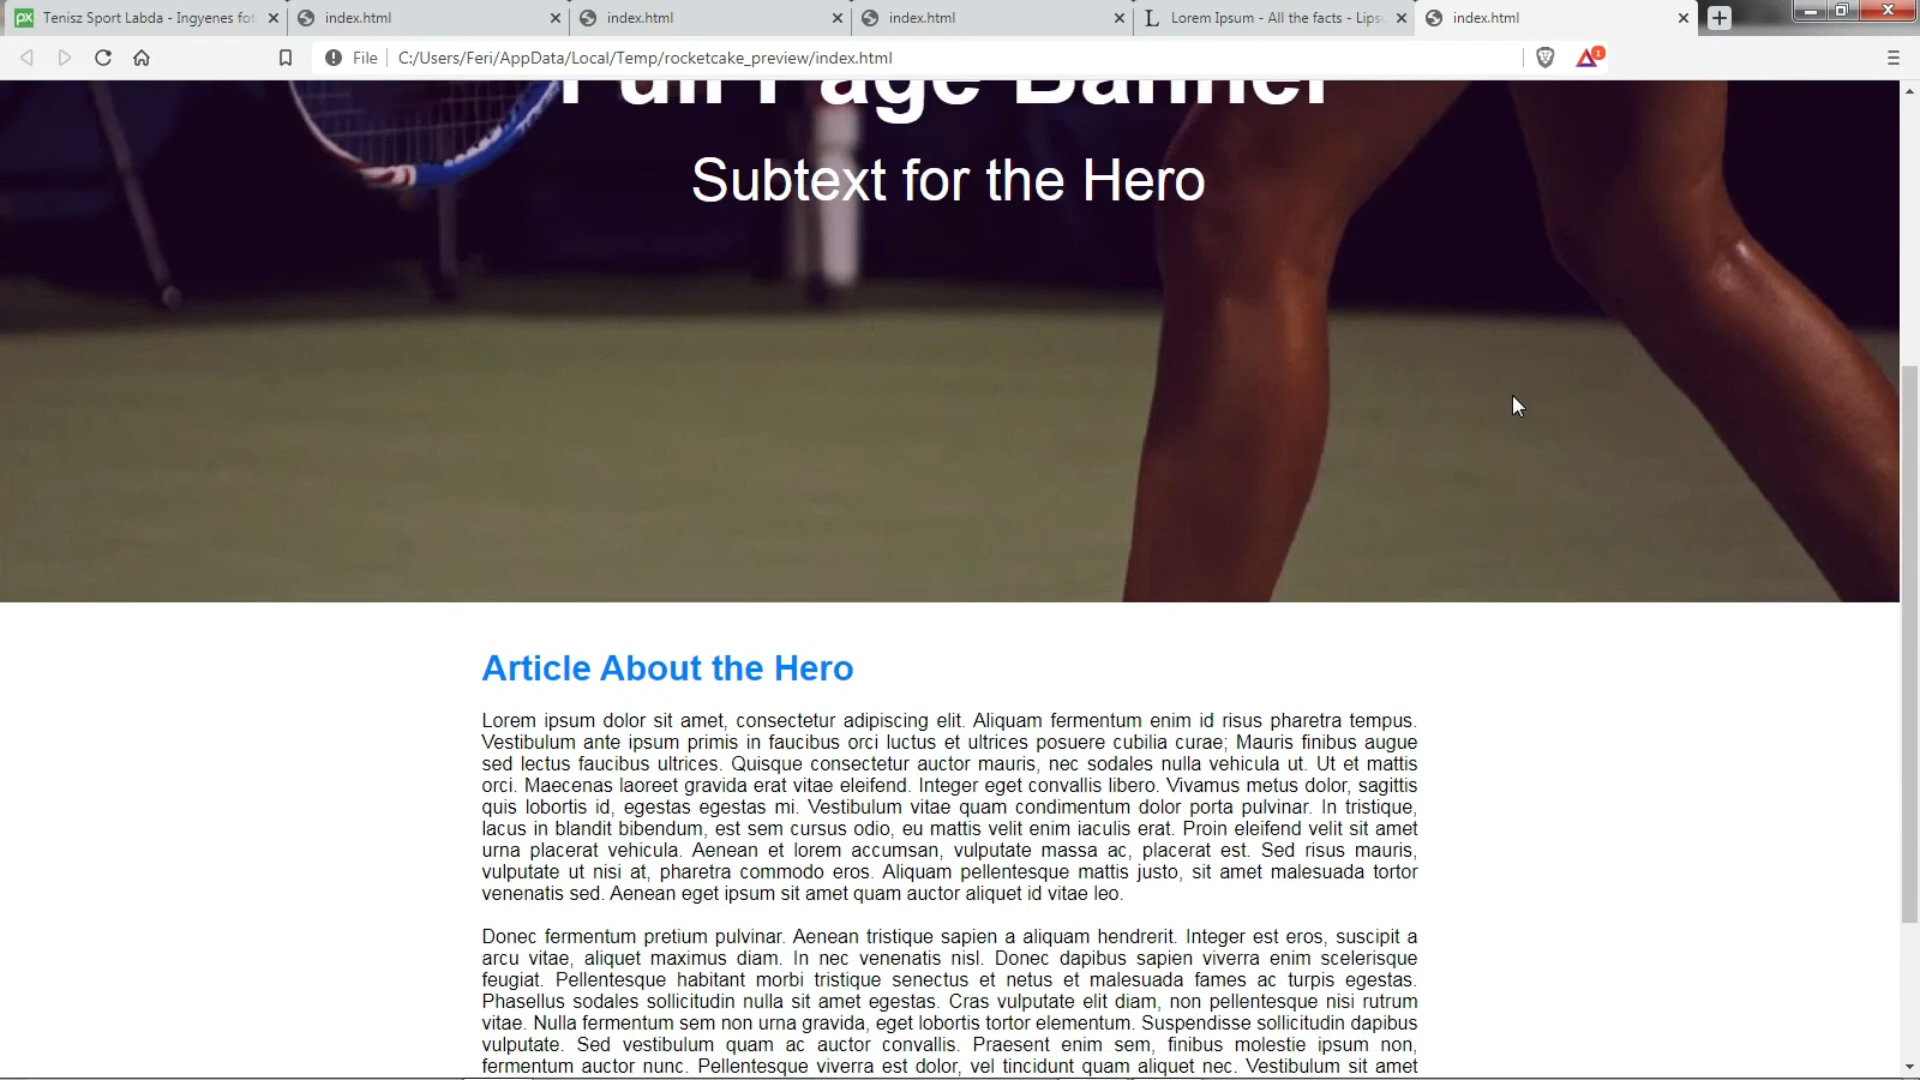 Tenisz Sport Labda - Ingyenes fot
index.html
index.html
index.html
Lorem Ipsum - All the facts - Lips
index.html
File
C:/Users/Feri/AppData/Local/Temp/rocketcake_preview/index.html
1
Full Page Banner
Subtext for the Hero
Article About the Hero
Lorem ipsum dolor sit amet, consectetur adipiscing elit. Aliquam fermentum enim id risus pharetra tempus.
Vestibulum ante ipsum primis in faucibus orci luctus et ultrices posuere cubilia curae; Mauris finibus augue
sed lectus faucibus ultrices. Quisque consectetur auctor mauris, nec sodales nulla vehicula ut. Ut et mattis
orci. Maecenas laoreet gravida erat vitae eleifend. Integer eget convallis libero. Vivamus metus dolor, sagittis
quis lobortis id, egestas egestas mi. Vestibulum vitae quam condimentum dolor porta pulvinar. In tristique,
lacus in blandit bibendum, est sem cursus odio, eu mattis velit enim iaculis erat. Proin eleifend velit sit amet
urna placerat vehicula. Aenean et lorem accumsan, vulputate massa ac, placerat est. Sed risus mauris,
vulputate ut nisi at, pharetra commodo eros. Aliquam pellentesque mattis justo, sit amet malesuada tortor
venenatis sed. Aenean eget ipsum sit amet quam auctor aliquet id vitae leo.
Donec fermentum pretium pulvinar. Aenean tristique sapien a aliquam hendrerit. Integer est eros, suscipit a
arcu vitae, aliquet maximus diam. In nec venenatis nisl. Donec dapibus sapien viverra enim scelerisque
feugiat. Pellentesque habitant morbi tristique senectus et netus et malesuada fames ac turpis egestas.
Phasellus sodales sollicitudin nulla sit amet egestas. Cras vulputate elit diam, non pellentesque nisi rutrum
vitae. Nulla fermentum sem non urna gravida, eget lobortis tortor elementum. Suspendisse sollicitudin dapibus
vulputate. Sed vestibulum quam ac auctor convallis. Praesent enim sem, finibus molestie ipsum non,
fermentum auctor nunc. Pellentesque viverra est dolor, vel tincidunt quam aliquet nec. Vestibulum sit amet